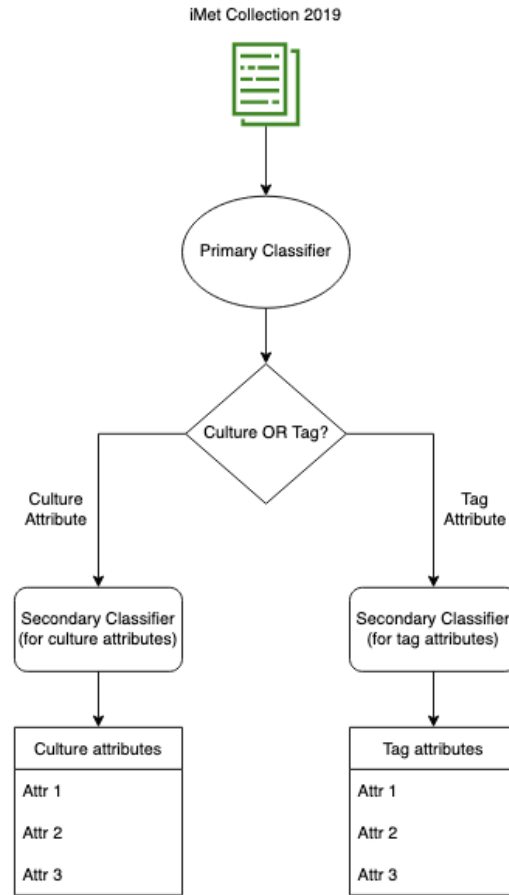 iMet Collection 2019
Primary Classifier
Culture OR Tag?
Culture
Attribute
Tag
Attribute
Secondary Classifier
(for culture attributes)
Secondary Classifier
(for tag attributes)
Culture attributes
Attr 1
Attr 2
Attr 3
Tag attributes
Attr 1
Attr 2
Attr 3